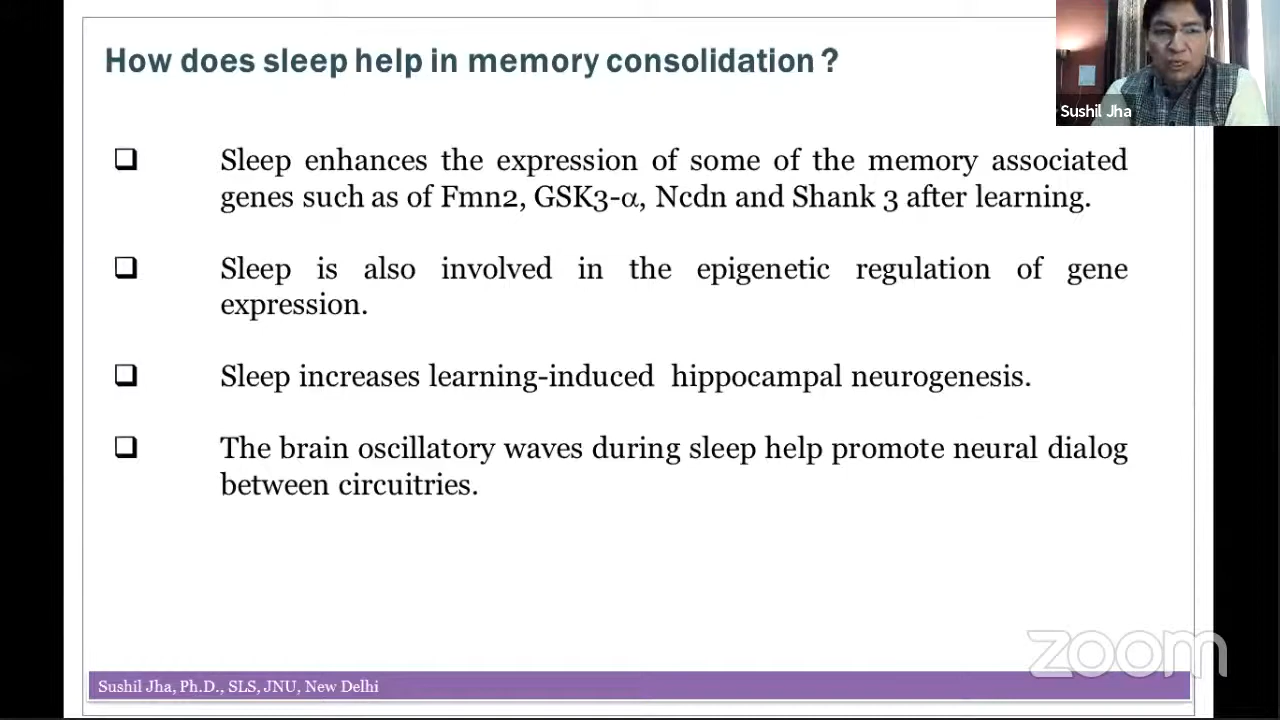 How does sleep help in memory consolidation ?
Sushil Jha
Sleep enhances the expression of some of the memory associated
genes such as of Fmn2, GSK3-α, Ncdn and Shank 3 after learning.
Sleep is also involved in the epigenetic regulation of gene
expression.
Sleep increases learning-induced hippocampal neurogenesis.
The brain oscillatory waves during sleep help promote neural dialog
between circuitries.
zoom
Sushil Jha, Ph.D., SLS, JNU, New Delhi